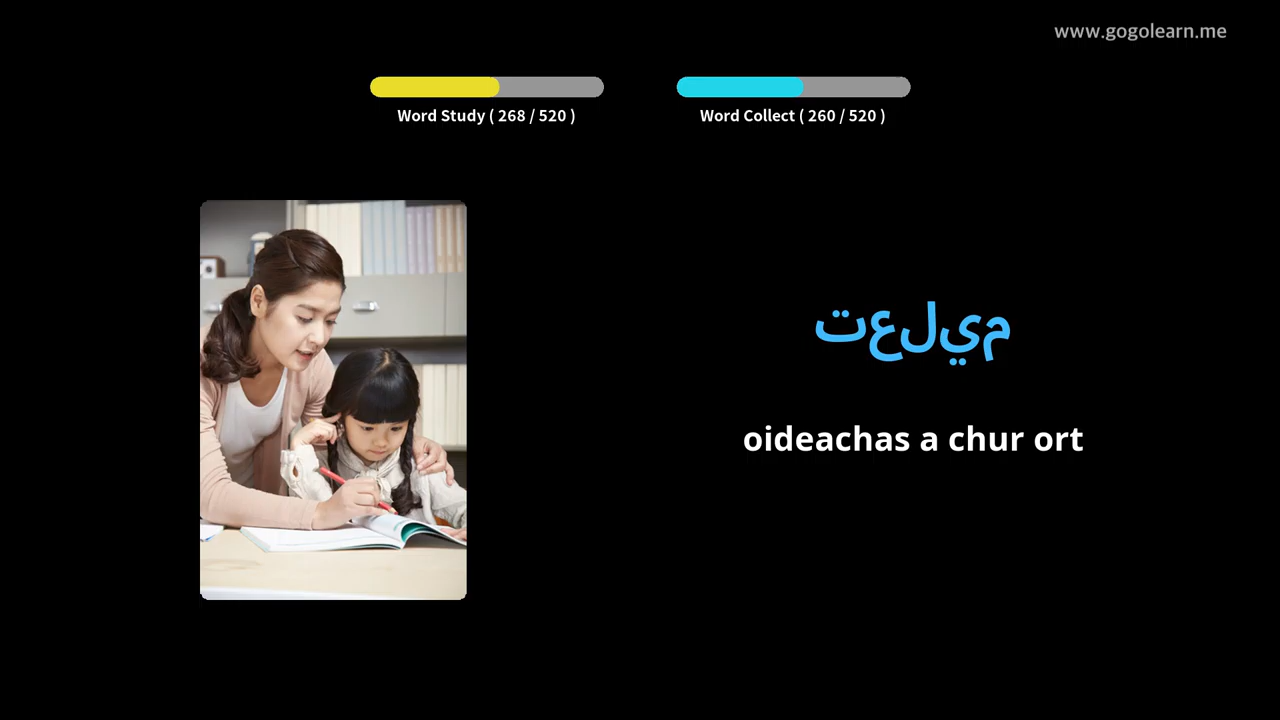 www.gogolearn.me
Word Study ( 268 / 520 )
Word Collect ( 260 / 520 )
تعليم
oideachas a chur ort